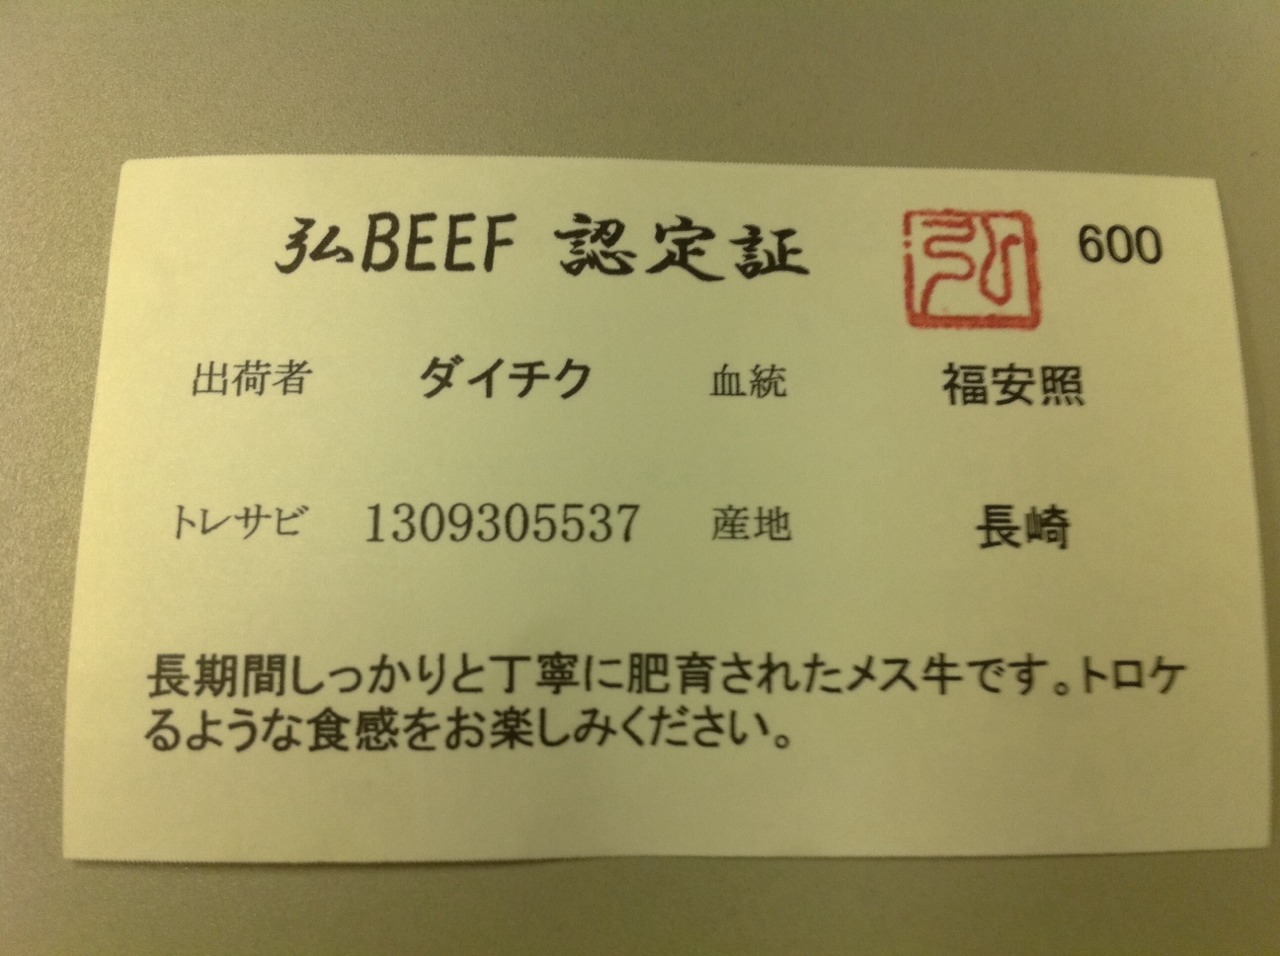 弘BEEF 認定証 弘 600
出荷者 ダイチク 血統 福安照
トレサビ 1309305537 産地 長崎
長期間しっかりと丁寧に肥育されたメス牛です。トロケ
るような食感をお楽しみください。